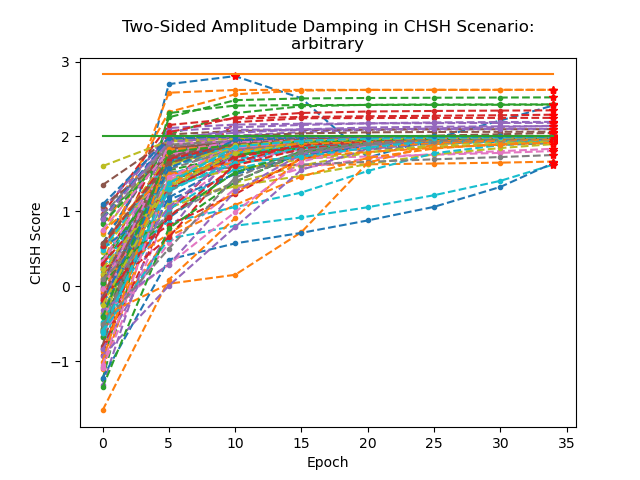 Two-Sided Amplitude Damping in CHSH Scenario:
arbitrary
3
2
1
0
−1
CHSH Score
0 5 10 15 20 25 30 35
Epoch